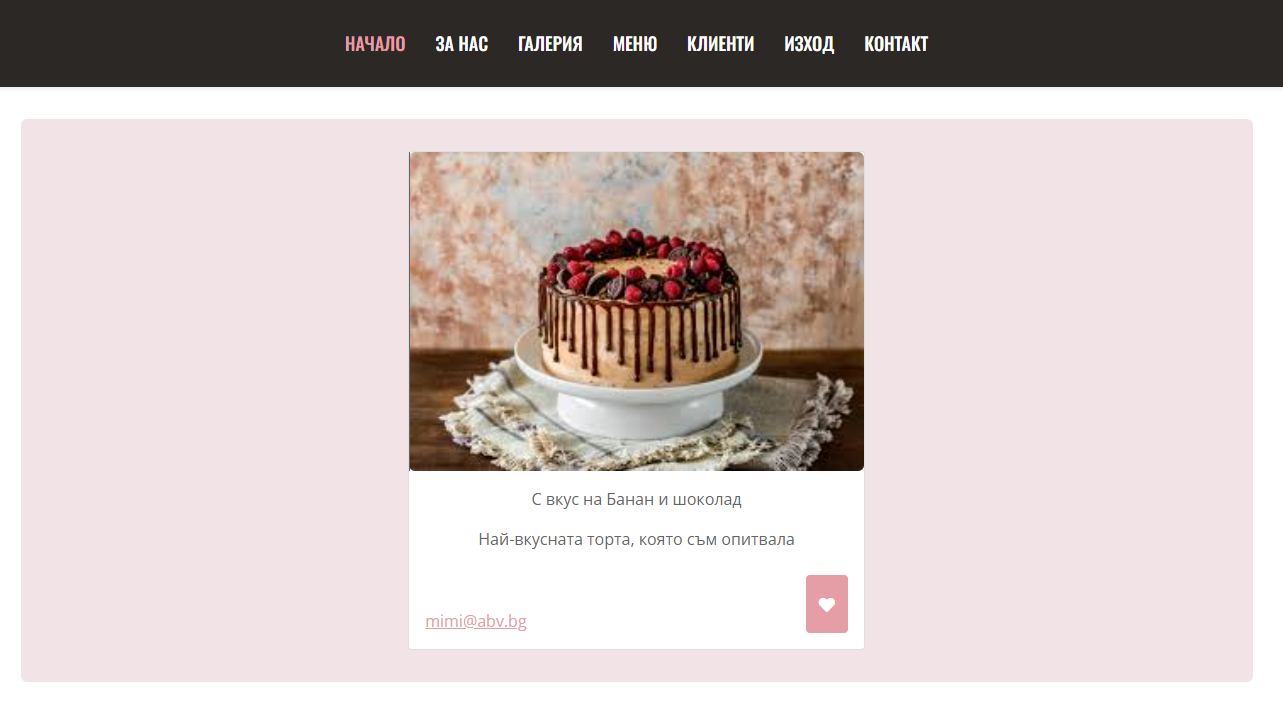 НАЧАЛО ЗА НАС ГАЛЕРИЯ МЕНЮ КЛИЕНТИ ИЗХОД КОНТАКТ
С вкус на Банан и шоколад
Най-вкусната торта, която съм опитвала
mimi@abv.bg